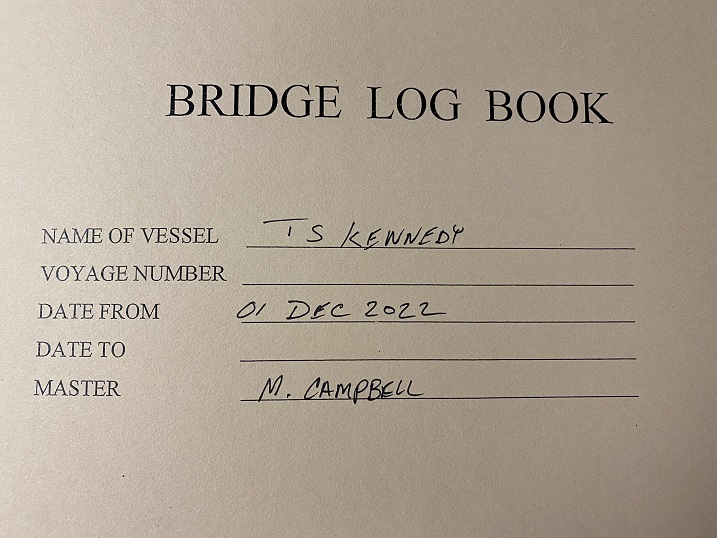 BRIDGE LOG BOOK
NAME OF VESSEL TS KENNEDY
VOYAGE NUMBER
DATE FROM 01 DEC 2022
DATE TO
MASTER M. CAMPBELL